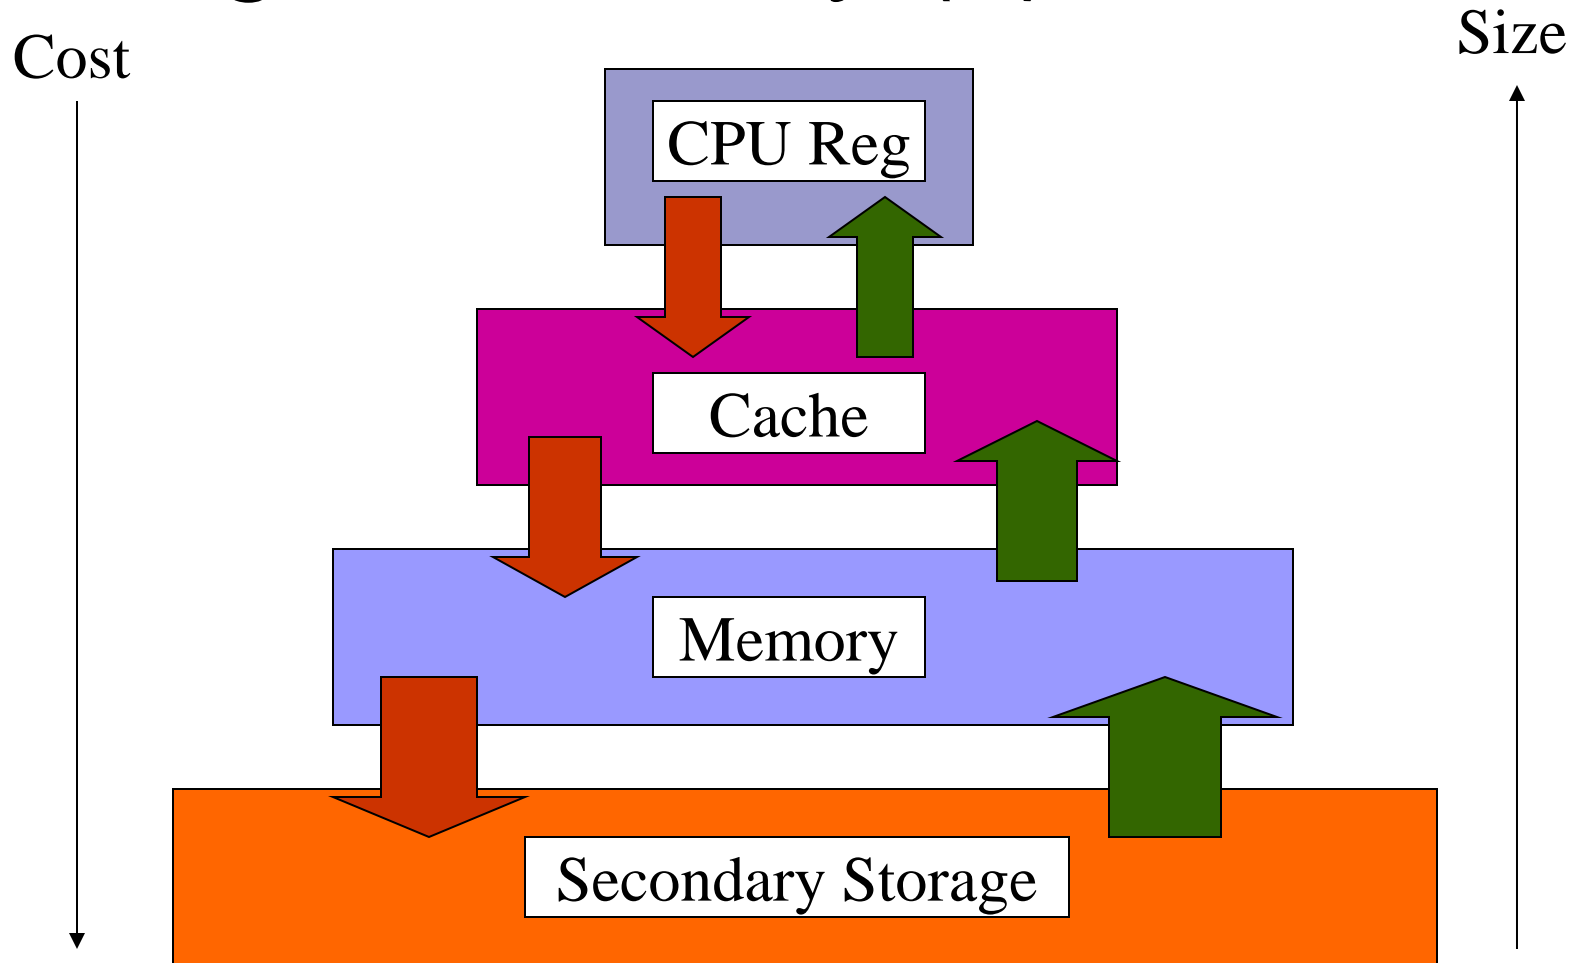 Cost
Size
CPU Reg
Cache
Memory
Secondary Storage